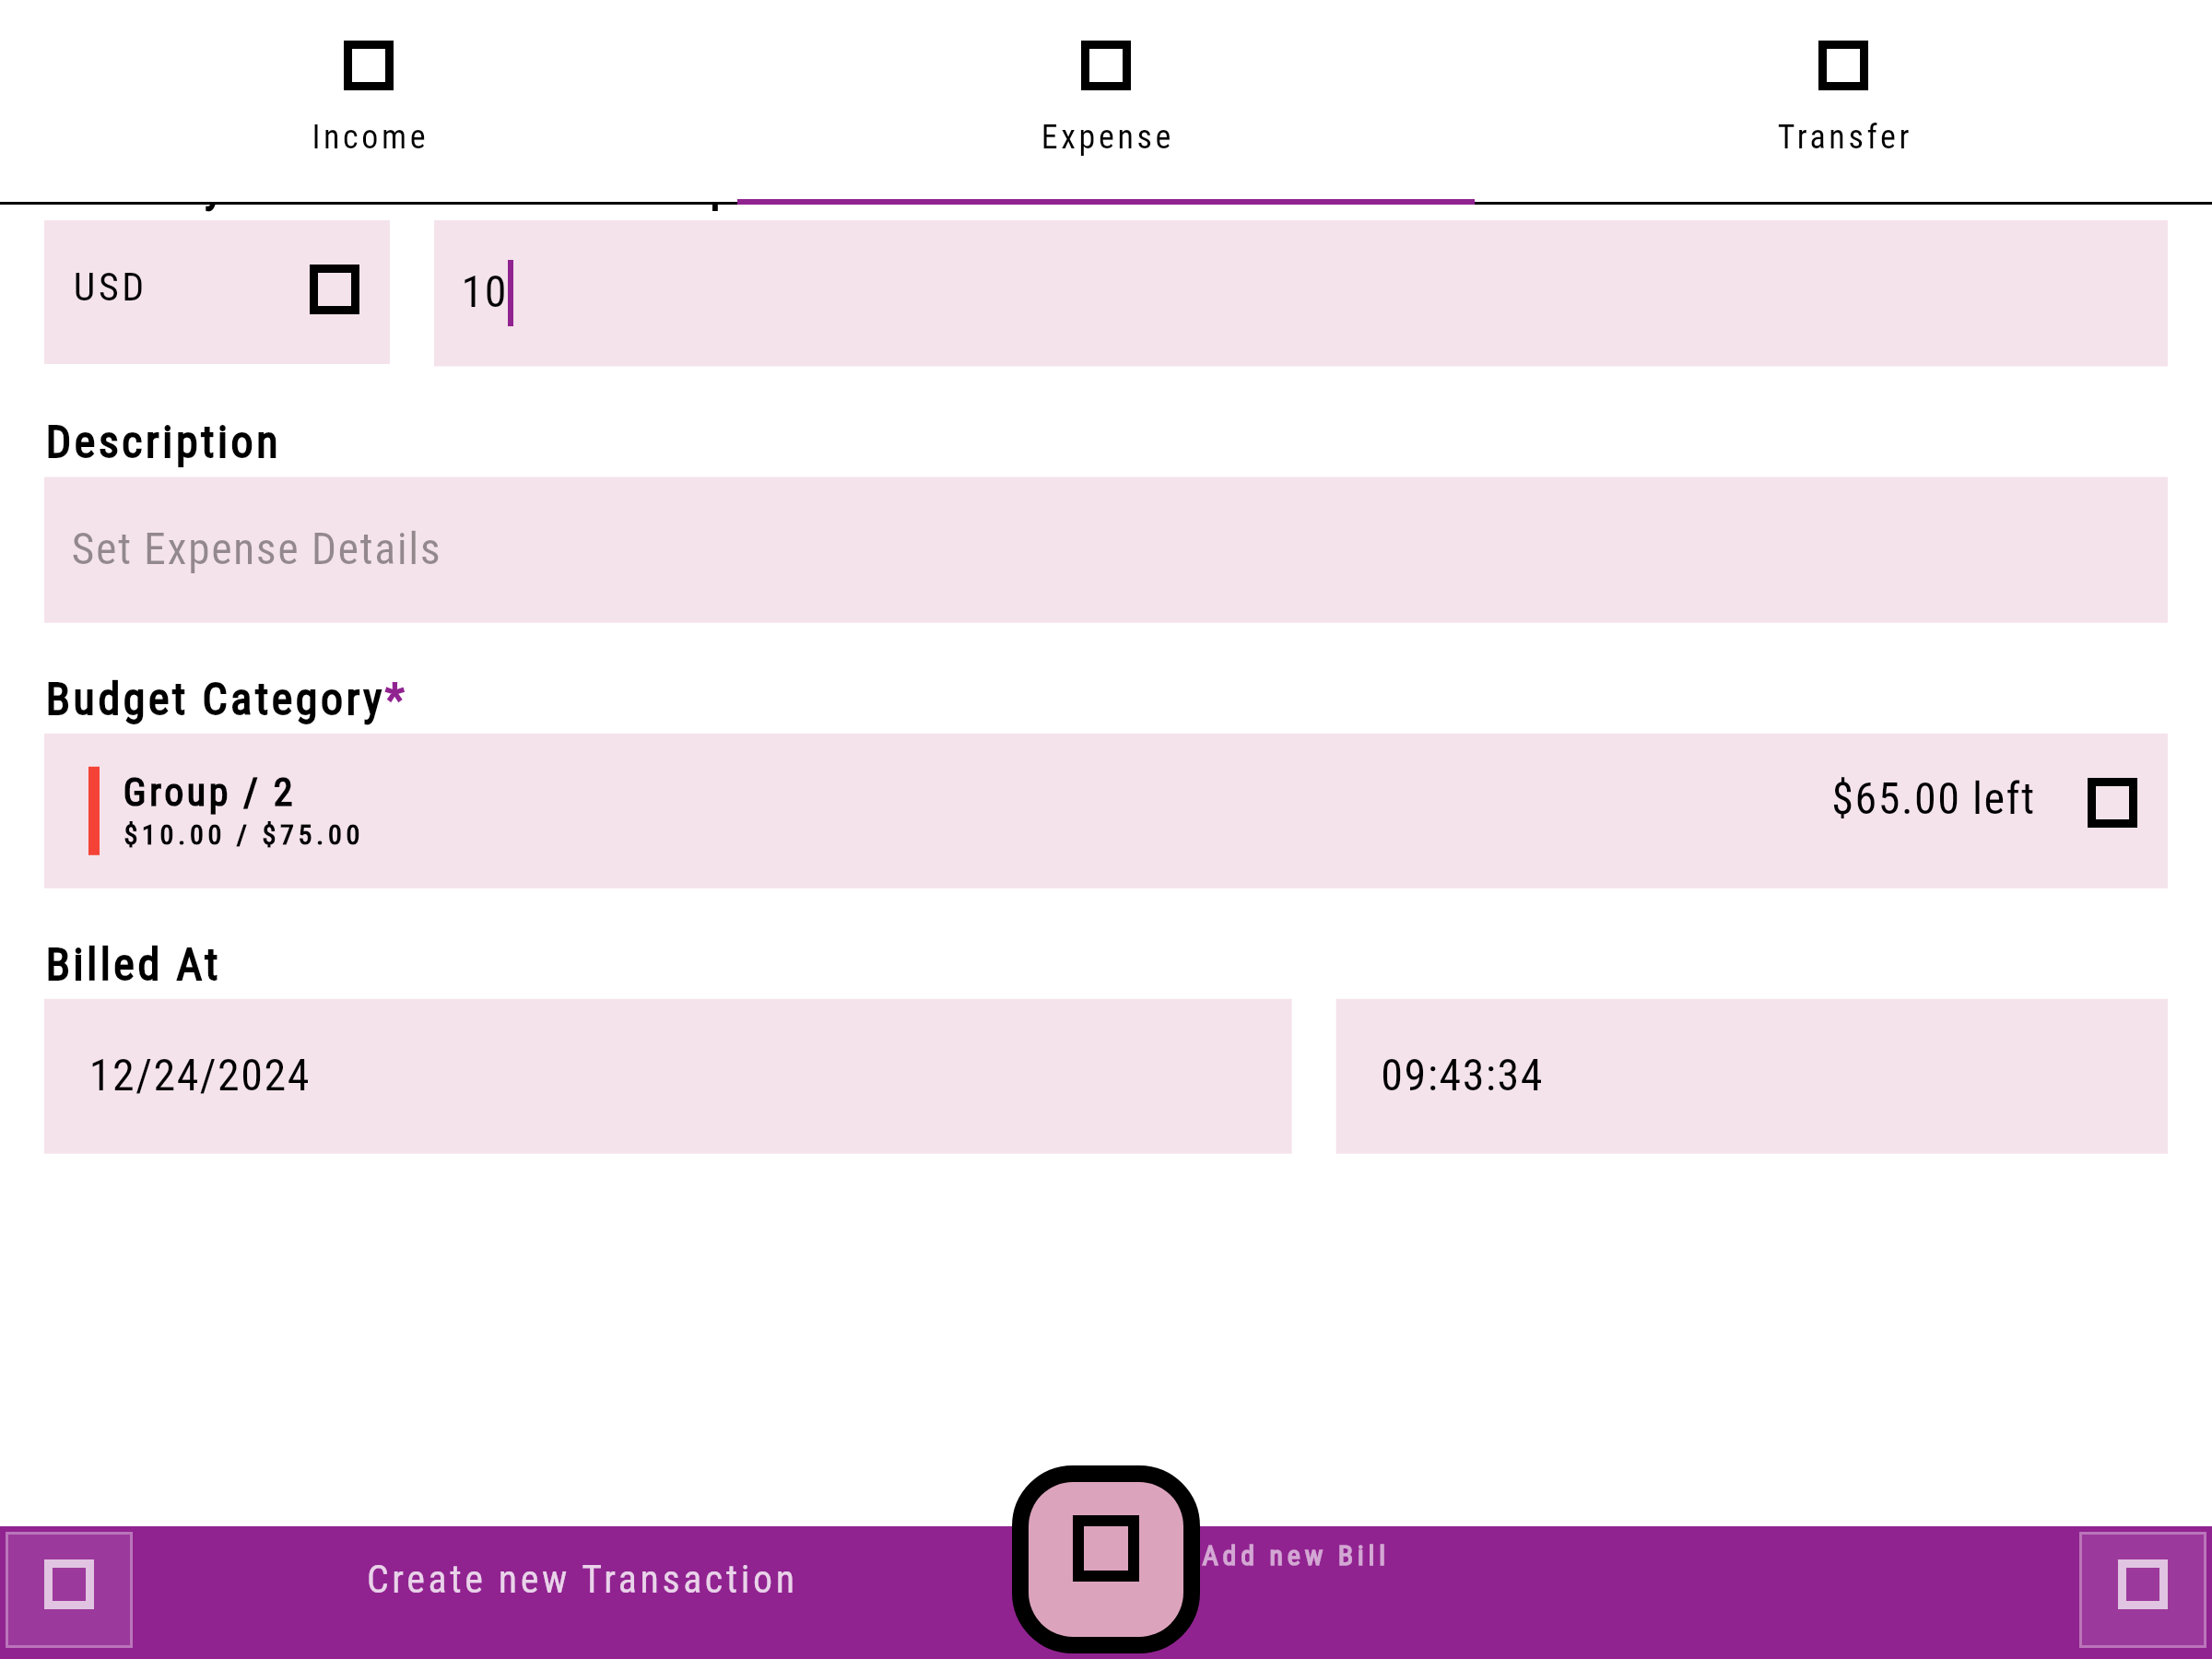 Income
Expense
Transfer
USD
10
Description
Set Expense Details
Budget Category*
Group / 2
$10.00 / $75.00
$65.00 left
Billed At
12/24/2024
09:43:34
Create new Transaction
Add new Bill